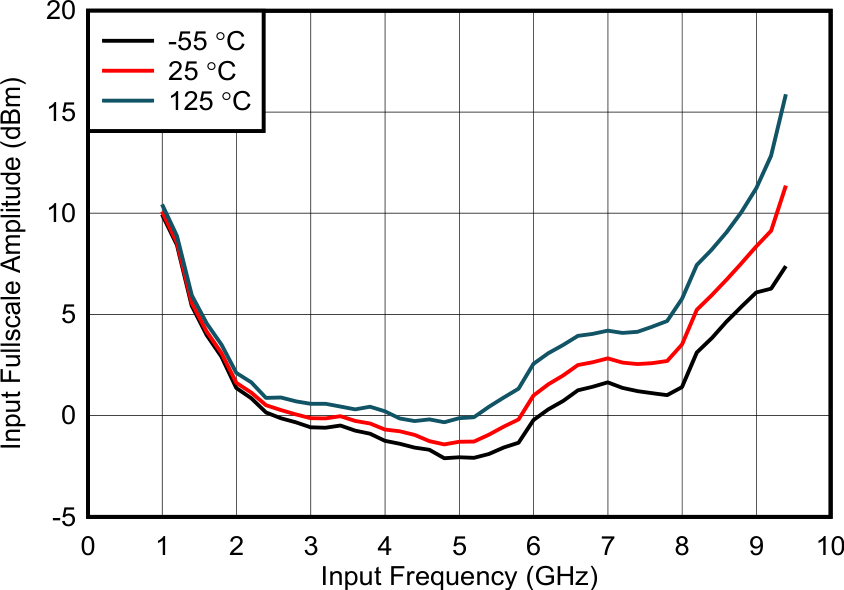 20
15
10
5
0
-5
Input Fullscale Amplitude (dBm)
-55 °C
25 °C
125 °C
0 1 2 3 4 5 6 7 8 9 10
Input Frequency (GHz)